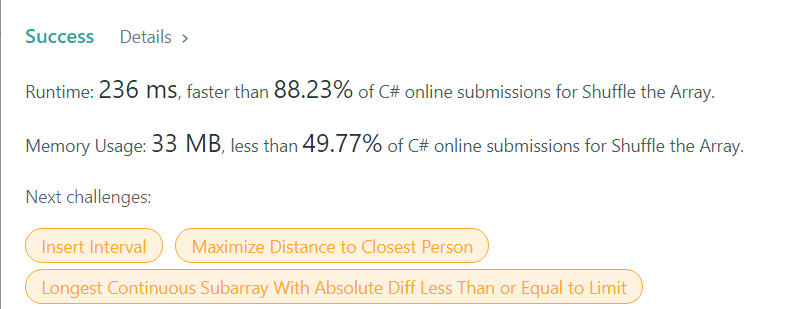 Success Details >
Runtime: 236 ms, faster than 88.23% of C# online submissions for Shuffle the Array.
Memory Usage: 33 MB, less than 49.77% of C# online submissions for Shuffle the Array.
Next challenges:
Insert Interval Maximize Distance to Closest Person
Longest Continuous Subarray With Absolute Diff Less Than or Equal to Limit